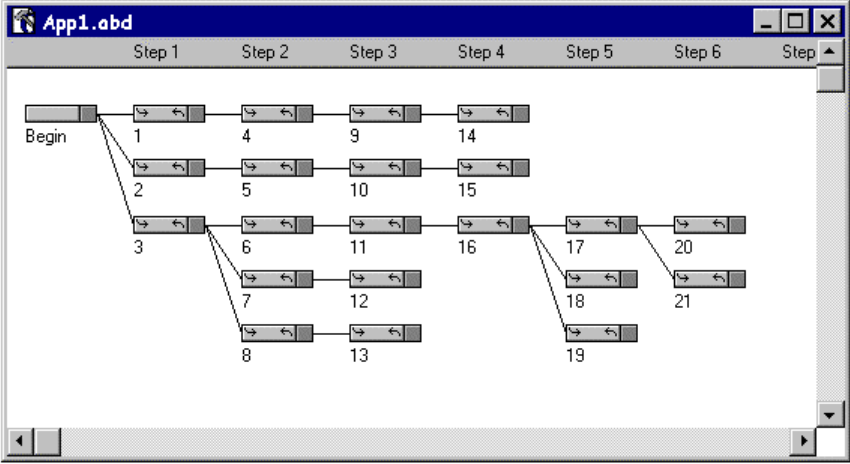 App1.abd
Step 1 Step 2 Step 3 Step 4 Step 5 Step 6 Step
Begin 1 4 9 14
2 5 10 15
3 6 11 16 17 20
7 12 18 21
8 13 19